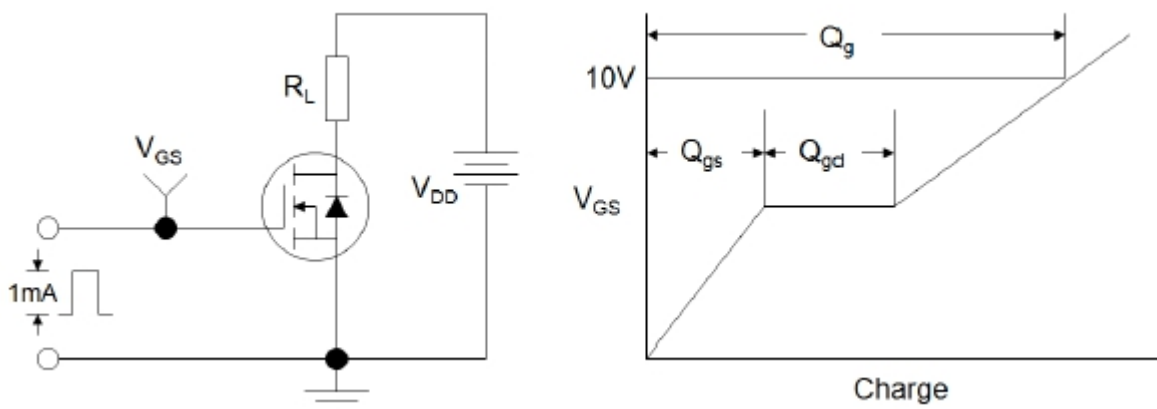 R_L
V_GS
V_DD
1mA
Q_g
10V
Q_gs
Q_gd
V_GS
Charge